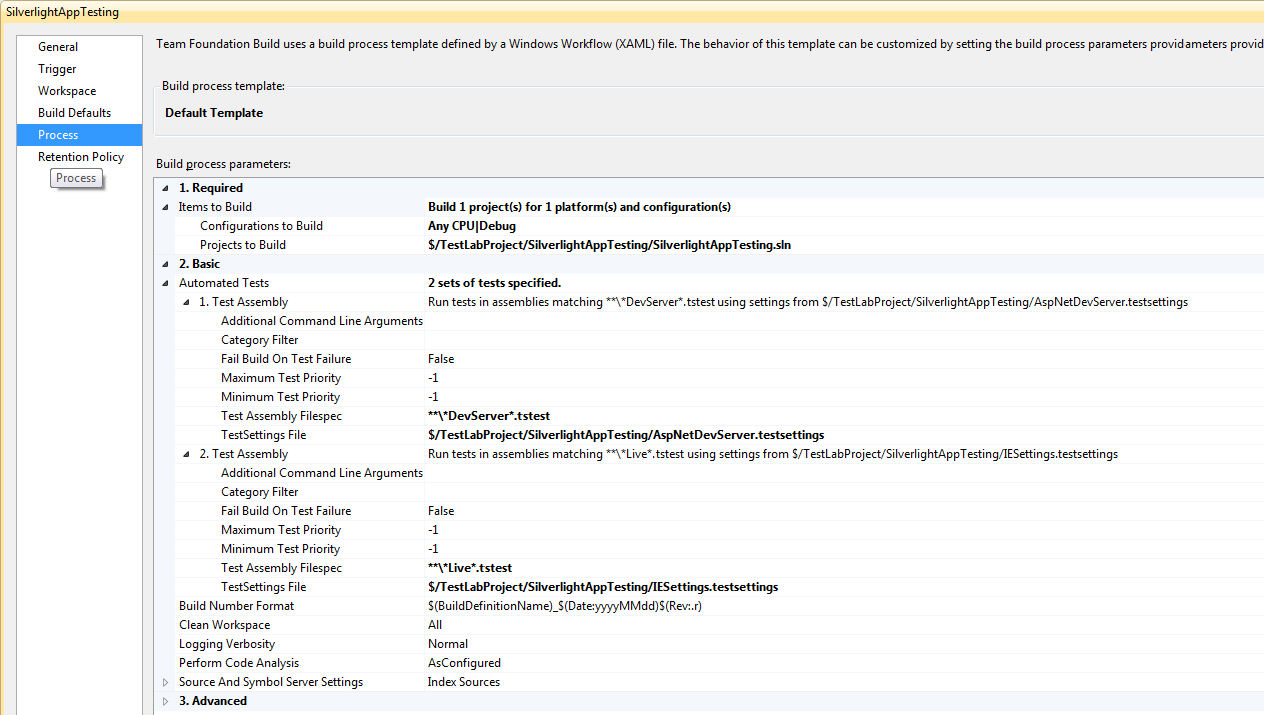 SilverlightAppTesting
General
Trigger
Workspace
Build Defaults
Process
Retention Policy
Process
Team Foundation Build uses a build process template defined by a Windows Workflow (XAML) file. The behavior of this template can be customized by setting the build process parameters providameters provid
Build process template:
Default Template
Build process parameters:
1. Required
Items to Build Build 1 project(s) for 1 platform(s) and configuration(s)
Configurations to Build Any CPU|Debug
Projects to Build $/TestLabProject/SilverlightAppTesting/SilverlightAppTesting.sln
2. Basic
Automated Tests 2 sets of tests specified.
1. Test Assembly Run tests in assemblies matching **\*DevServer*.tstest using settings from $/TestLabProject/SilverlightAppTesting/AspNetDevServer.testsettings
Additional Command Line Arguments
Category Filter
Fail Build On Test Failure False
Maximum Test Priority -1
Minimum Test Priority -1
Test Assembly Filespec **\*DevServer*.tstest
TestSettings File $/TestLabProject/SilverlightAppTesting/AspNetDevServer.testsettings
2. Test Assembly Run tests in assemblies matching **\*Live*.tstest using settings from $/TestLabProject/SilverlightAppTesting/IESettings.testsettings
Additional Command Line Arguments
Category Filter
Fail Build On Test Failure False
Maximum Test Priority -1
Minimum Test Priority -1
Test Assembly Filespec **\*Live*.tstest
TestSettings File $/TestLabProject/SilverlightAppTesting/IESettings.testsettings
Build Number Format $(BuildDefinitionName)_$(Date:yyyyMMdd)$(Rev:.r)
Clean Workspace All
Logging Verbosity Normal
Perform Code Analysis AsConfigured
Source And Symbol Server Settings Index Sources
3. Advanced